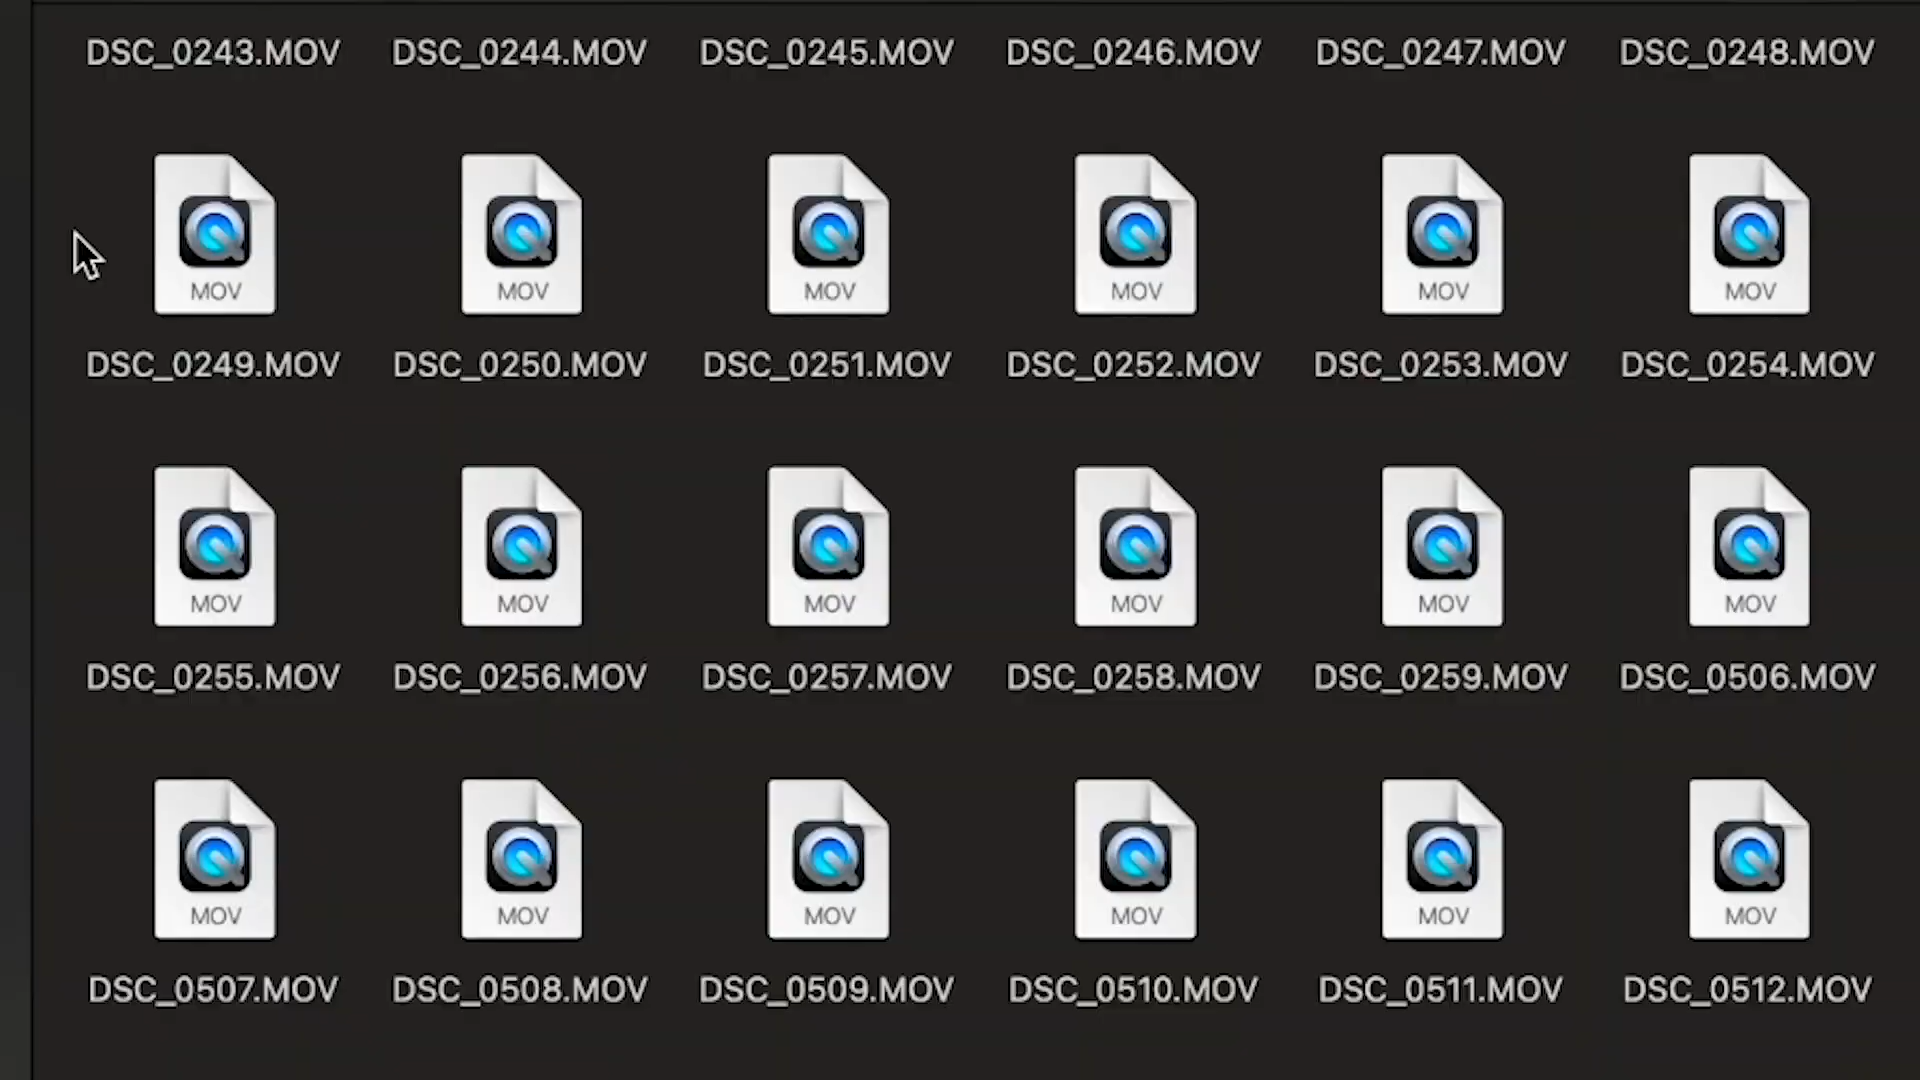 DSC_0243.MOV DSC_0244.MOV DSC_0245.MOV DSC_0246.MOV DSC_0247.MOV DSC_0248.MOV
MOV MOV MOV MOV MOV MOV
DSC_0249.MOV DSC_0250.MOV DSC_0251.MOV DSC_0252.MOV DSC_0253.MOV DSC_0254.MOV
MOV MOV MOV MOV MOV MOV
DSC_0255.MOV DSC_0256.MOV DSC_0257.MOV DSC_0258.MOV DSC_0259.MOV DSC_0506.MOV
MOV MOV MOV MOV MOV MOV
DSC_0507.MOV DSC_0508.MOV DSC_0509.MOV DSC_0510.MOV DSC_0511.MOV DSC_0512.MOV